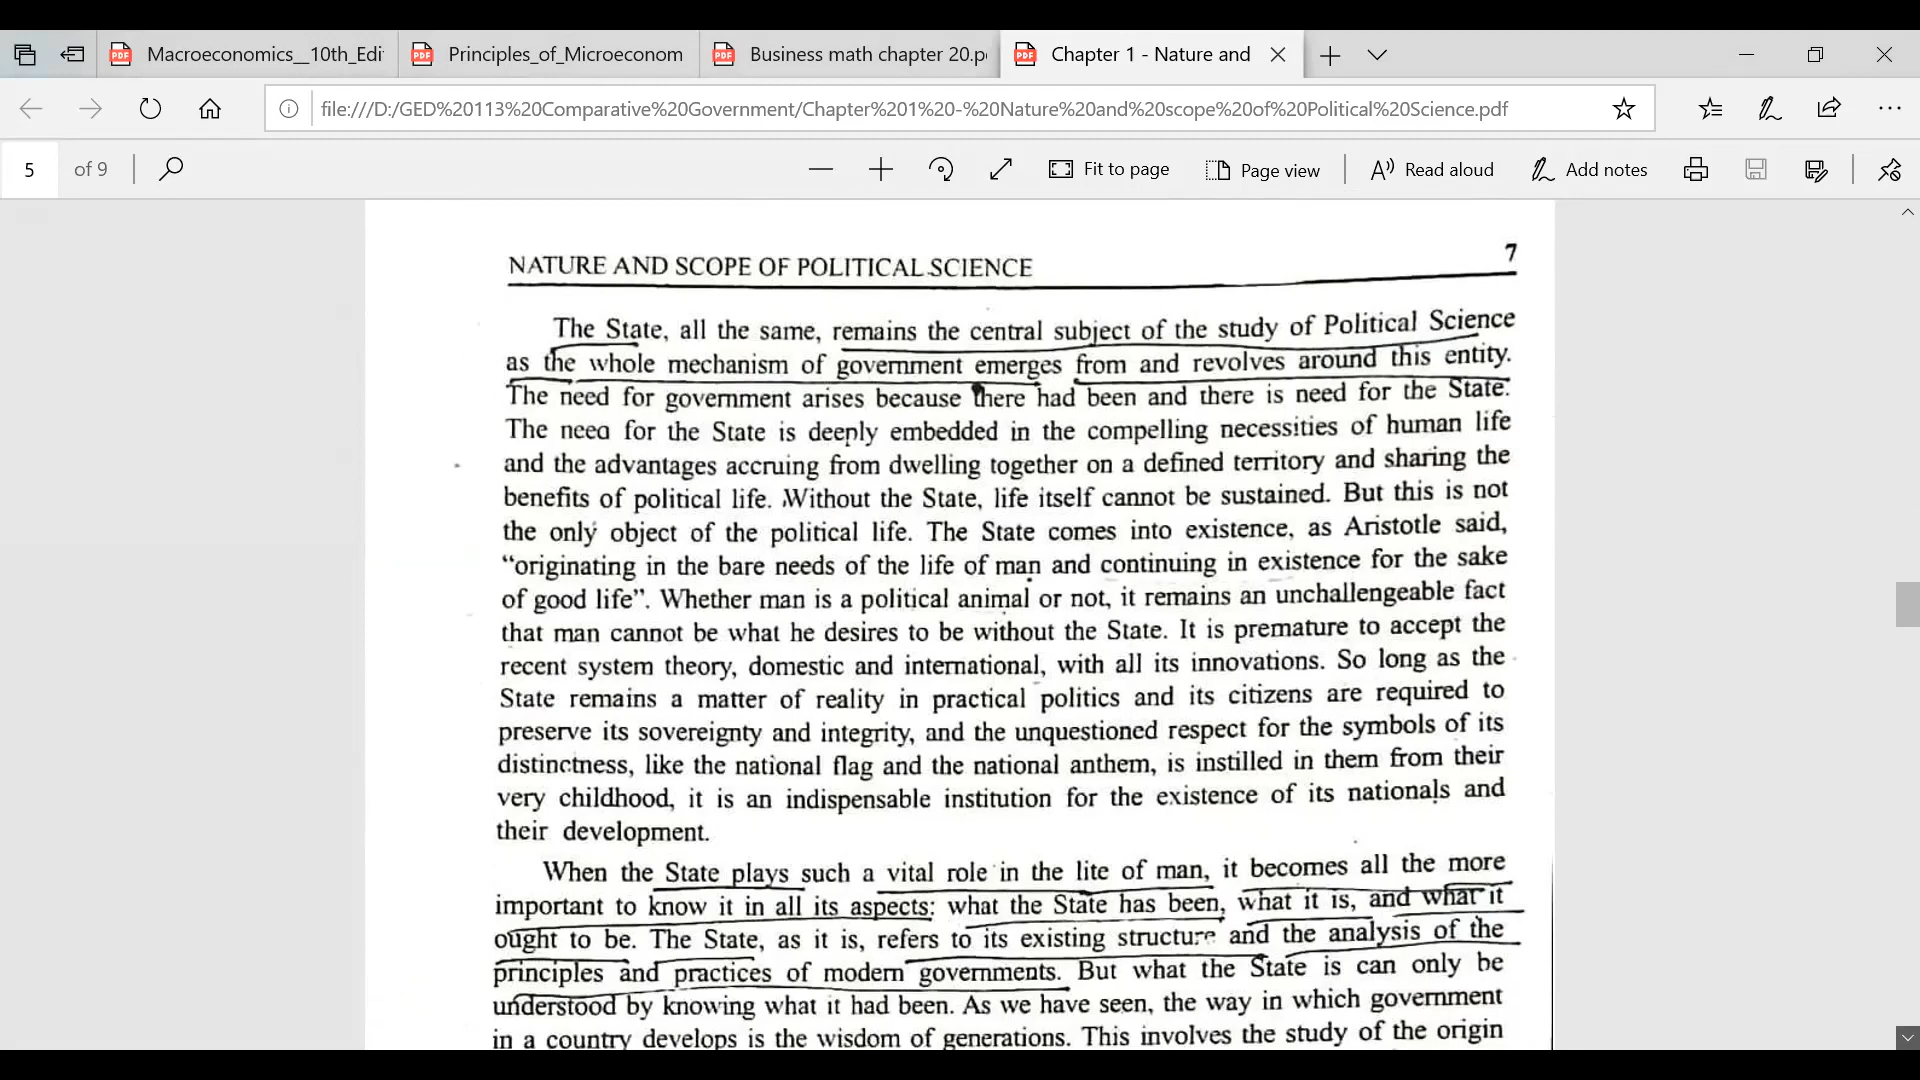 Macroeconomics__10th_Edi
Principles_of_Microeconom
Business math chapter 20.p
Chapter 1 - Nature and
file:///D:/GED%20113%20Comparative%20Government/Chapter%201%20-%20Nature%20and%20scope%20of%20Political%20Science.pdf
5 of 9
Fit to page
Page view
Read aloud
Add notes
NATURE AND SCOPE OF POLITICAL SCIENCE 7
The State, all the same, remains the central subject of the study of Political Science
as the whole mechanism of government emerges from and revolves around this entity.
The need for government arises because there had been and there is need for the State.
The need for the State is deeply embedded in the compelling necessities of human life
and the advantages accruing from dwelling together on a defined territory and sharing the
benefits of political life. Without the State, life itself cannot be sustained. But this is not
the only object of the political life. The State comes into existence, as Aristotle said,
“originating in the bare needs of the life of man and continuing in existence for the sake
of good life”. Whether man is a political animal or not, it remains an unchallengeable fact
that man cannot be what he desires to be without the State. It is premature to accept the
recent system theory, domestic and international, with all its innovations. So long as the
State remains a matter of reality in practical politics and its citizens are required to
preserve its sovereignty and integrity, and the unquestioned respect for the symbols of its
distinctness, like the national flag and the national anthem, is instilled in them from their
very childhood, it is an indispensable institution for the existence of its nationals and
their development.
When the State plays such a vital role in the life of man, it becomes all the more
important to know it in all its aspects: what the State has been, what it is, and what it
ought to be. The State, as it is, refers to its existing structure and the analysis of the
principles and practices of modern governments. But what the State is can only be
understood by knowing what it had been. As we have seen, the way in which government
in a country develops is the wisdom of generations. This involves the study of the origin